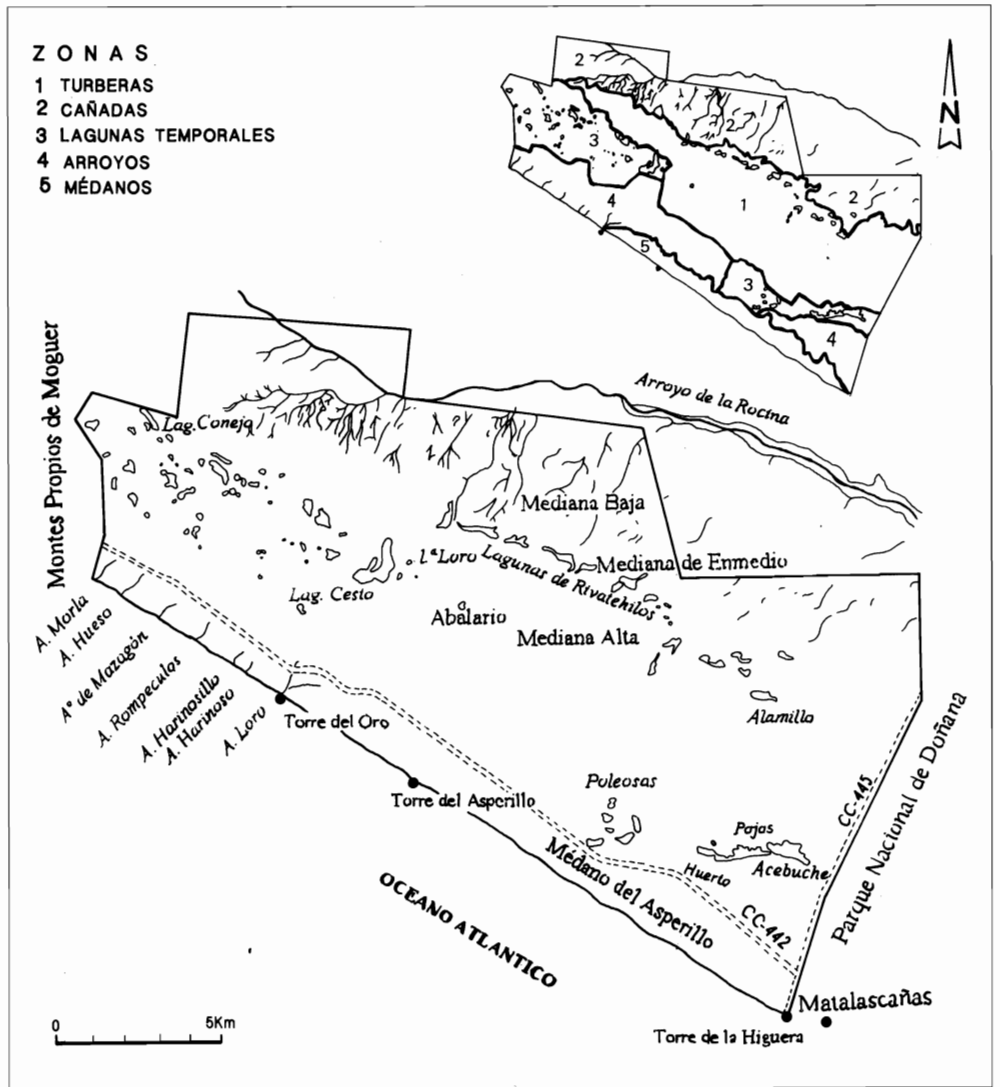 ZONAS
1 TURBERAS
2 CAÑADAS
3 LAGUNAS TEMPORALES
4 ARROYOS
5 MÉDANOS
2
2
3
1
2
4
5
3
4
N
Montes Propios de Moguer
Arroyo de la Rocina
Lag. Conejo
Mediana Baja
Lª Loro
Lagunas de Rivatehilos
Mediana de Enmedio
Lag. Cesto
Abalario
Mediana Alta
A. Morla
A. Hueso
Aº de Mazagón
A. Rompeculos
A. Harinosillo
A. Harinoso
A. Loro
Torre del Oro
Alamillo
Torre del Asperillo
Poleosas
CC-445
Parque Nacional de Doñana
Pajas
Medano del Asperillo
Huerto
Acebuche
CC-442
OCEANO ATLANTICO
Matalascañas
Torre de la Higuera
0 5Km